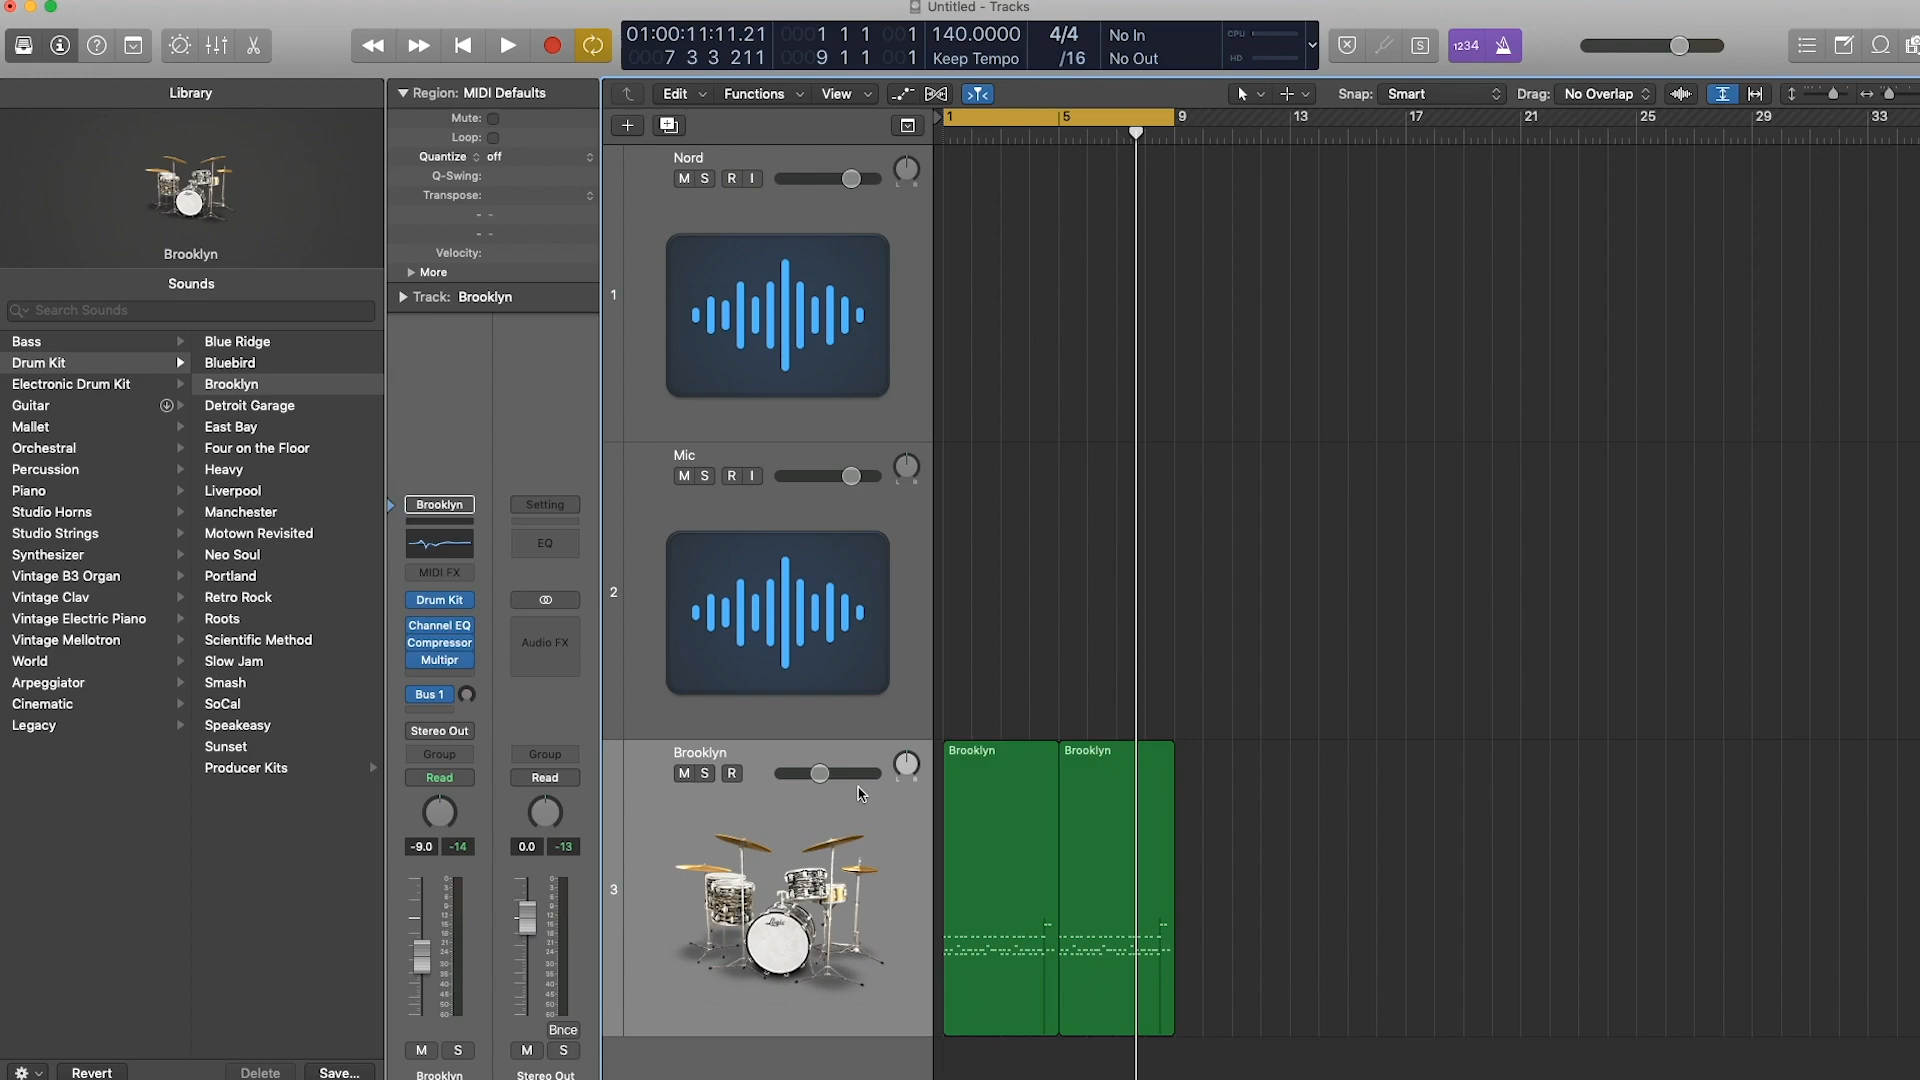 Untitled - Tracks
01:00:11:11.21
0007 3 3 211
0001 1 1 001
0009 1 1 001
140.0000
Keep Tempo
4/4
/16
No In
No Out
CPU
HD
S
1234
Library
Brooklyn
Sounds
Search Sounds
Bass
Drum Kit
Electronic Drum Kit
Guitar
Mallet
Orchestral
Percussion
Piano
Studio Horns
Studio Strings
Synthesizer
Vintage B3 Organ
Vintage Clav
Vintage Electric Piano
Vintage Mellotron
World
Arpeggiator
Cinematic
Legacy
Blue Ridge
Bluebird
Brooklyn
Detroit Garage
East Bay
Four on the Floor
Heavy
Liverpool
Manchester
Motown Revisited
Neo Soul
Portland
Retro Rock
Roots
Scientific Method
Slow Jam
Smash
SoCal
Speakeasy
Sunset
Producer Kits
Revert
Delete
Save...
Region: MIDI Defaults
Mute:
Loop:
Quantize off
Q-Swing:
Transpose:
- -
- -
Velocity:
More
Track: Brooklyn
Brooklyn
MIDI FX
Drum Kit
Channel EQ
Compressor
Multipr
Bus 1
Stereo Out
Group
Read
-9.0 -14
M S
Brooklyn
Setting
EQ
Audio FX
Group
Read
0.0 -13
Bnce
M S
Stereo Out
Edit Functions View
Snap: Smart
Drag: No Overlap
1 5 9 13 17 21 25 29 33
1
Nord
M S R I
L R
2
Mic
M S R I
L R
3
Brooklyn
M S R
L R
Logic
Brooklyn
Brooklyn